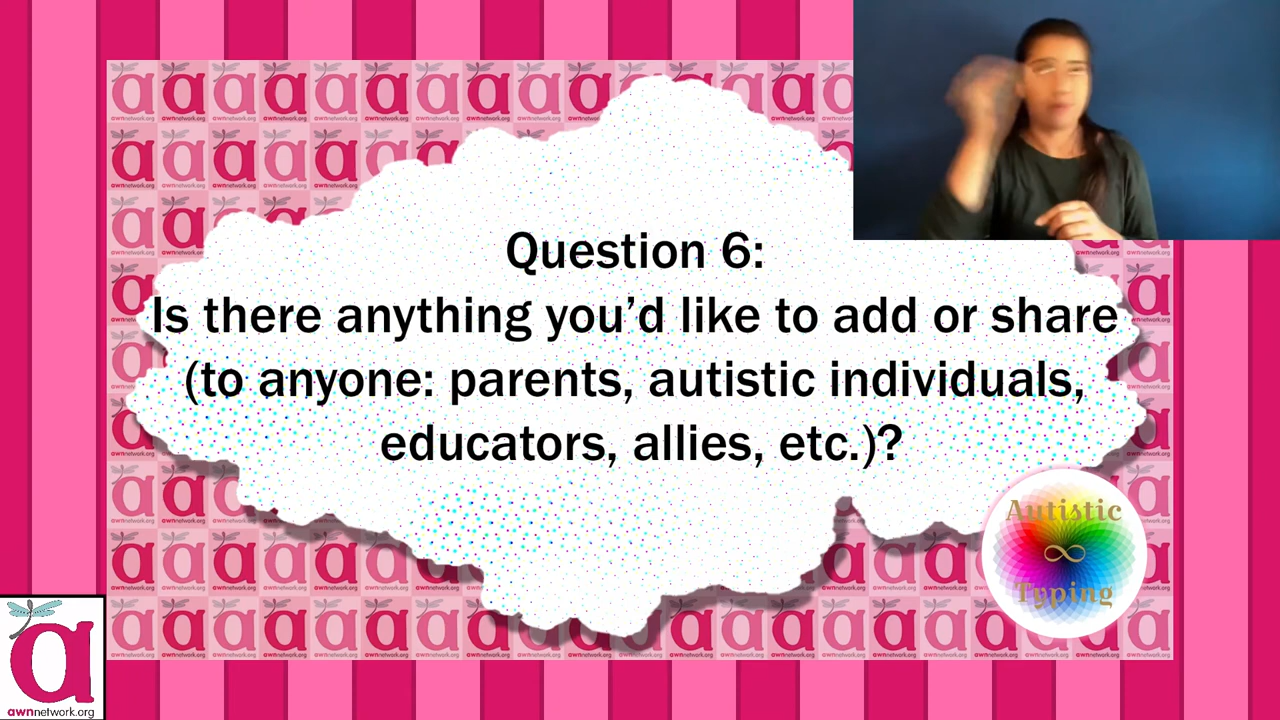 Question 6:
Is there anything you’d like to add or share
(to anyone: parents, autistic individuals,
educators, allies, etc.)?
Autistic
Typing
a
awnnetwork.org